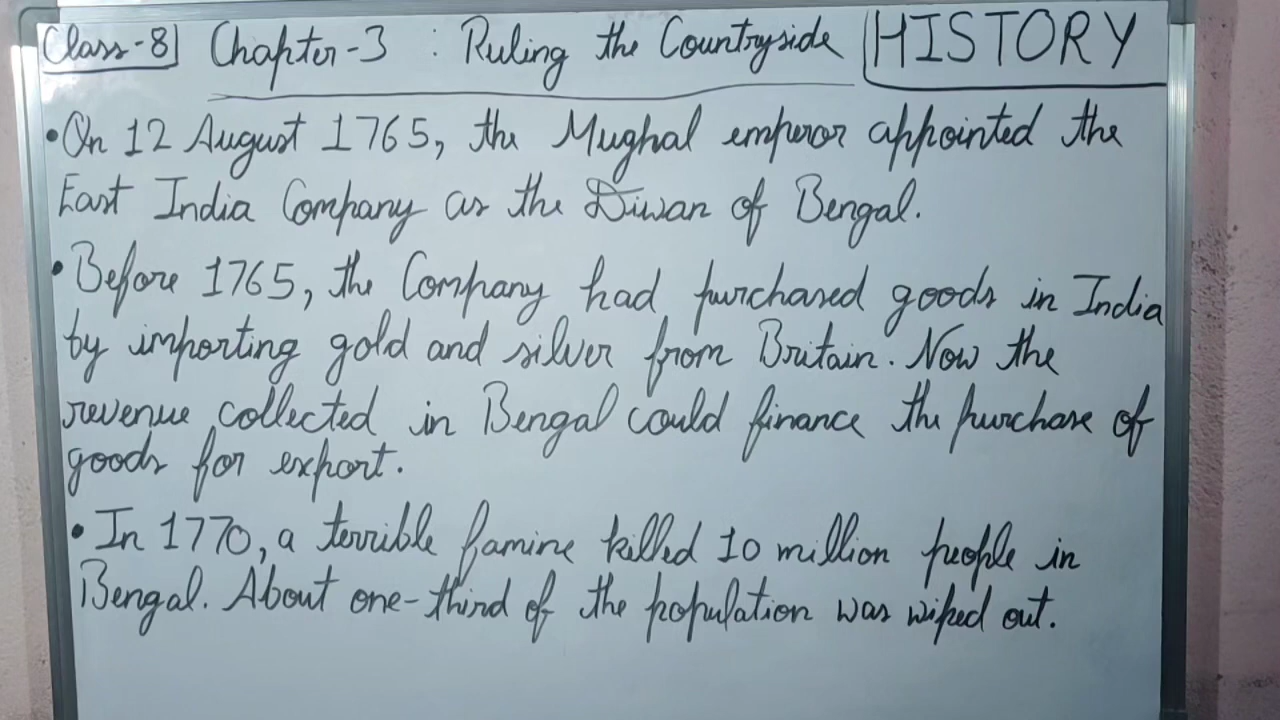 Class-8 Chapter-3 : Ruling the Countryside HISTORY
• On 12 August 1765, the Mughal emperor appointed the
East India Company as the Diwan of Bengal.
• Before 1765, the Company had purchased goods in India
by importing gold and silver from Britain. Now the
revenue collected in Bengal could finance the purchase of
goods for export.
• In 1770, a terrible famine killed 10 million people in
Bengal. About one-third of the population was wiped out.